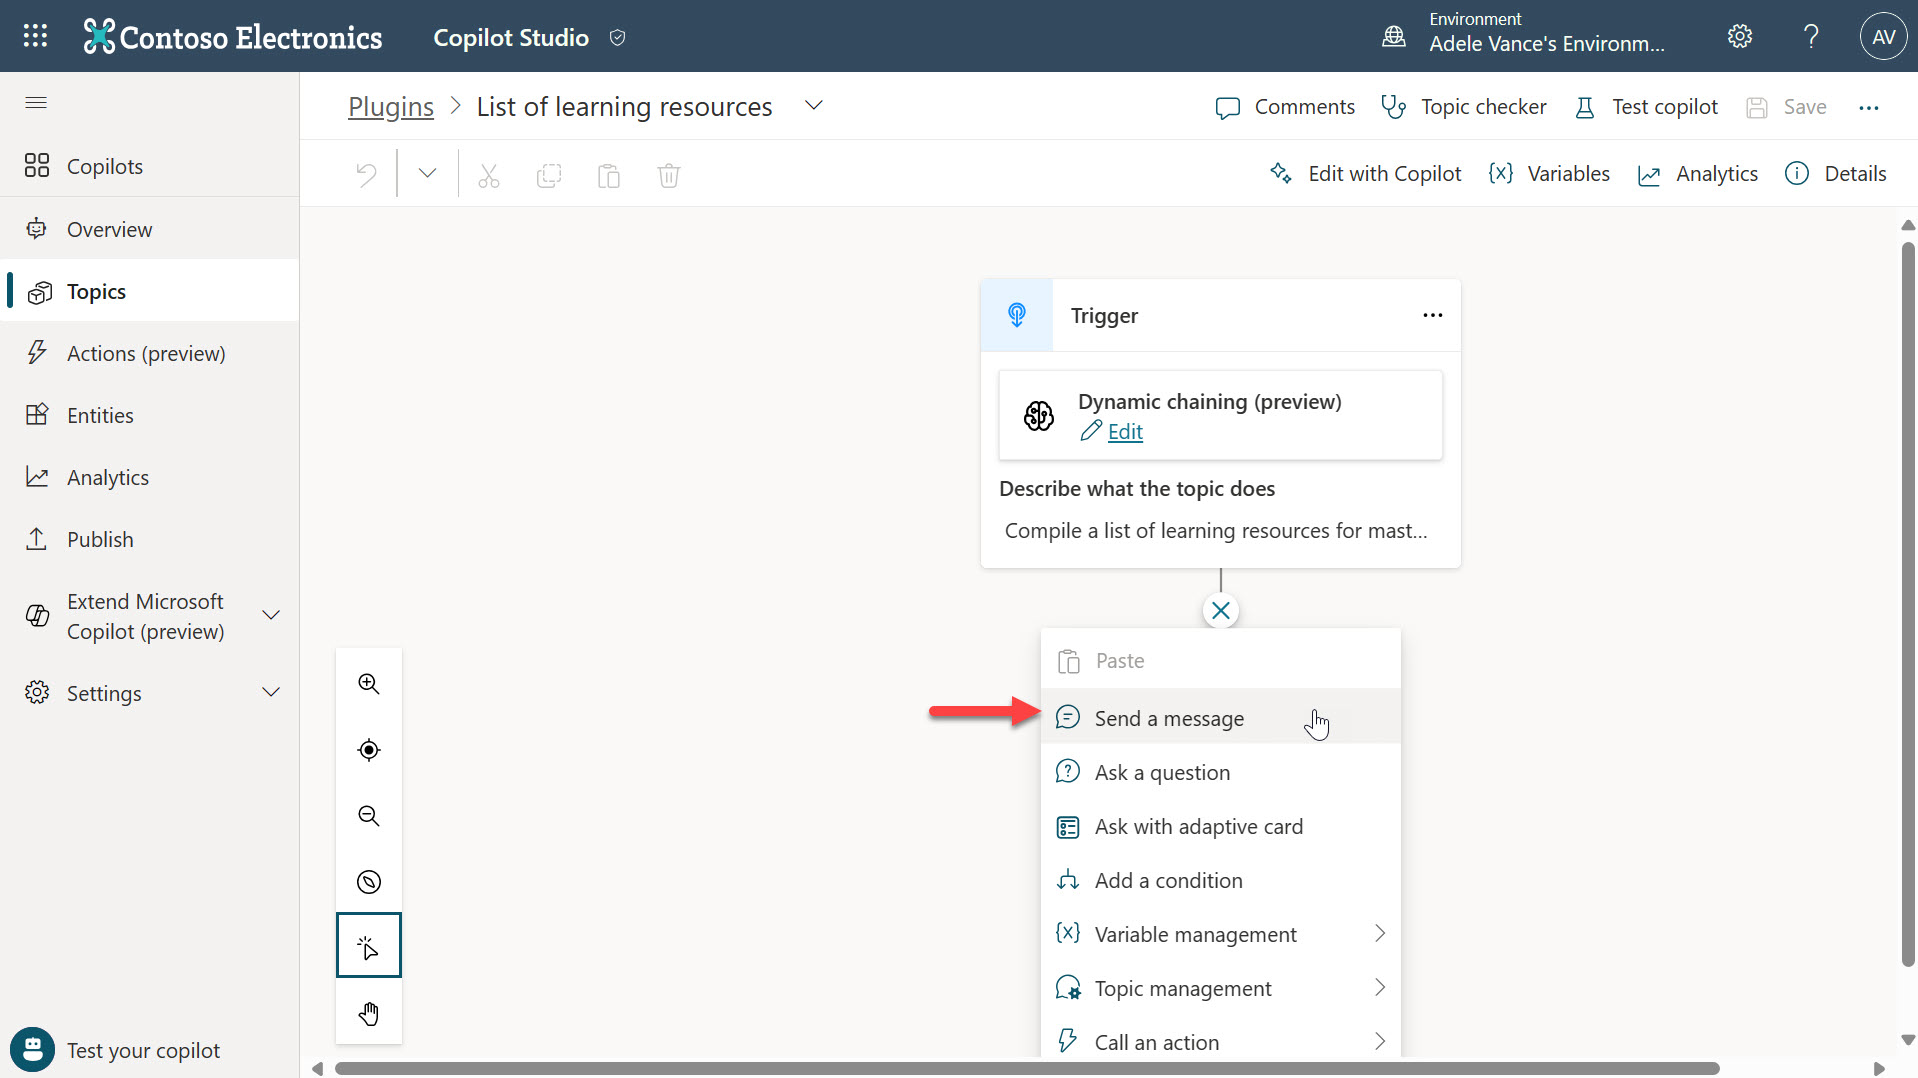 Contoso Electronics
Copilot Studio
Environment
Adele Vance's Environm...
AV
Plugins > List of learning resources
Comments
Topic checker
Test copilot
Save
Edit with Copilot
Variables
Analytics
Details
Copilots
Overview
Topics
Actions (preview)
Entities
Analytics
Publish
Extend Microsoft
Copilot (preview)
Settings
Test your copilot
Trigger
Dynamic chaining (preview)
Edit
Describe what the topic does
Compile a list of learning resources for mast...
Paste
Send a message
Ask a question
Ask with adaptive card
Add a condition
Variable management
Topic management
Call an action